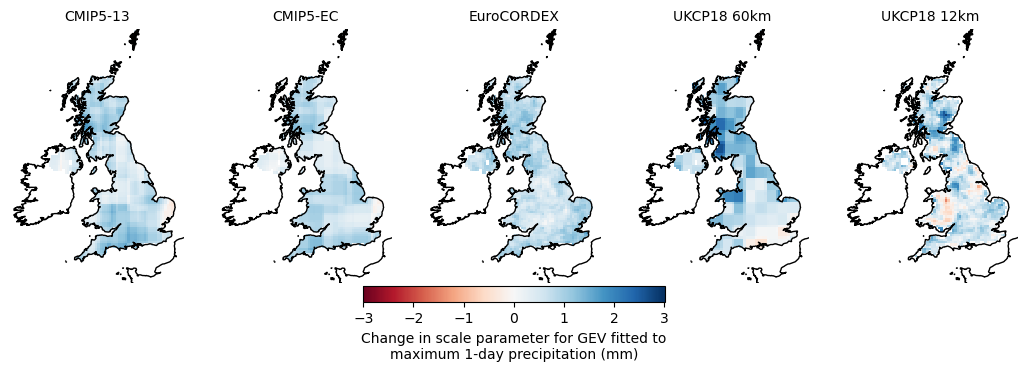 CMIP5-13
CMIP5-EC
EuroCORDEX
UKCP18 60km
UKCP18 12km
−3 −2 −1 0 1 2 3
Change in scale parameter for GEV fitted to
maximum 1-day precipitation (mm)